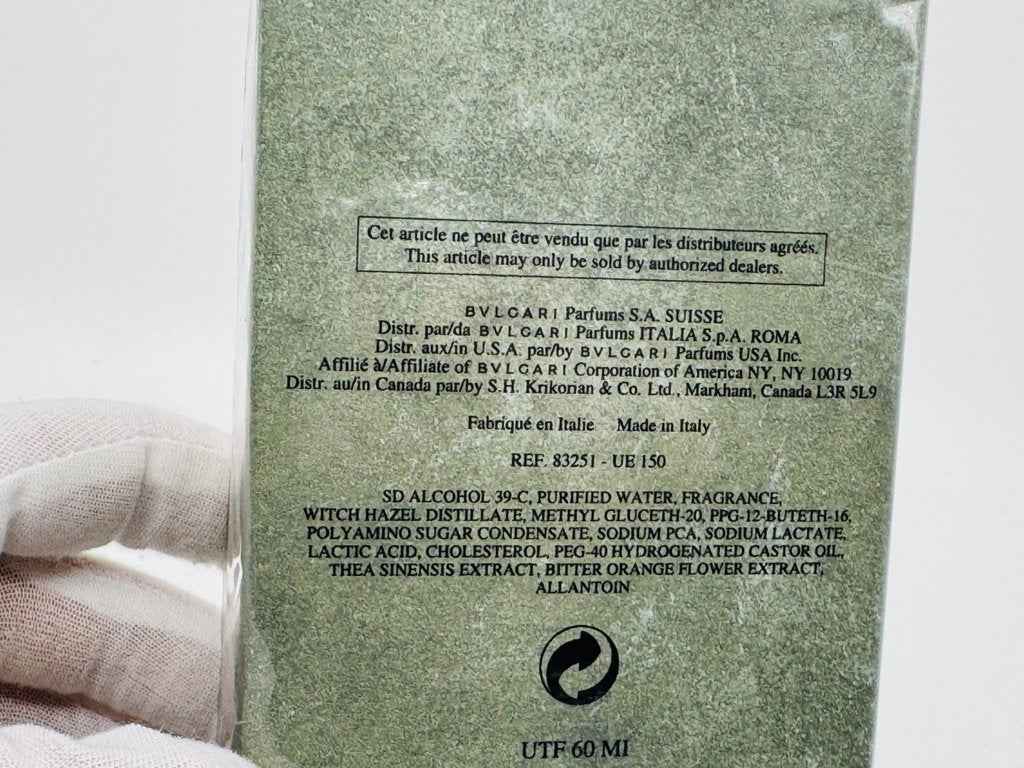 Cet article ne peut être vendu que par les distributeurs agréés.
This article may only be sold by authorized dealers.
BVLGARI Parfums S.A. SUISSE
Distr. par/da BVLGARI Parfums ITALIA S.p.A. ROMA
Distr. aux/in U.S.A. par/by BVLGARI Parfums USA Inc.
Affilié à/Affiliate of BVLGARI Corporation of America NY, NY 10019
Distr. au/in Canada par/by S.H. Krikorian & Co. Ltd., Markham, Canada L3R 5L9
Fabriqué en Italie Made in Italy
REF. 83251 - UE 150
SD ALCOHOL 39-C, PURIFIED WATER, FRAGRANCE,
WITCH HAZEL DISTILLATE, METHYL GLUCETH-20, PPG-12-BUTETH-16,
POLYAMINO SUGAR CONDENSATE, SODIUM PCA, SODIUM LACTATE,
LACTIC ACID, CHOLESTEROL, PEG-40 HYDROGENATED CASTOR OIL,
THEA SINENSIS EXTRACT, BITTER ORANGE FLOWER EXTRACT,
ALLANTOIN
UTF 60 MI